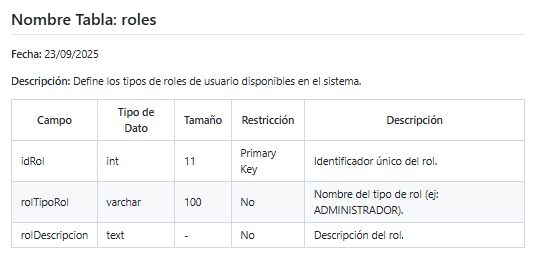 Nombre Tabla: roles
Fecha: 23/09/2025
Descripción: Define los tipos de roles de usuario disponibles en el sistema.
Campo Tipo de Dato Tamaño Restricción Descripción
idRol int 11 Primary Key Identificador único del rol.
rolTipoRol varchar 100 No Nombre del tipo de rol (ej: ADMINISTRADOR).
rolDescripcion text - No Descripción del rol.